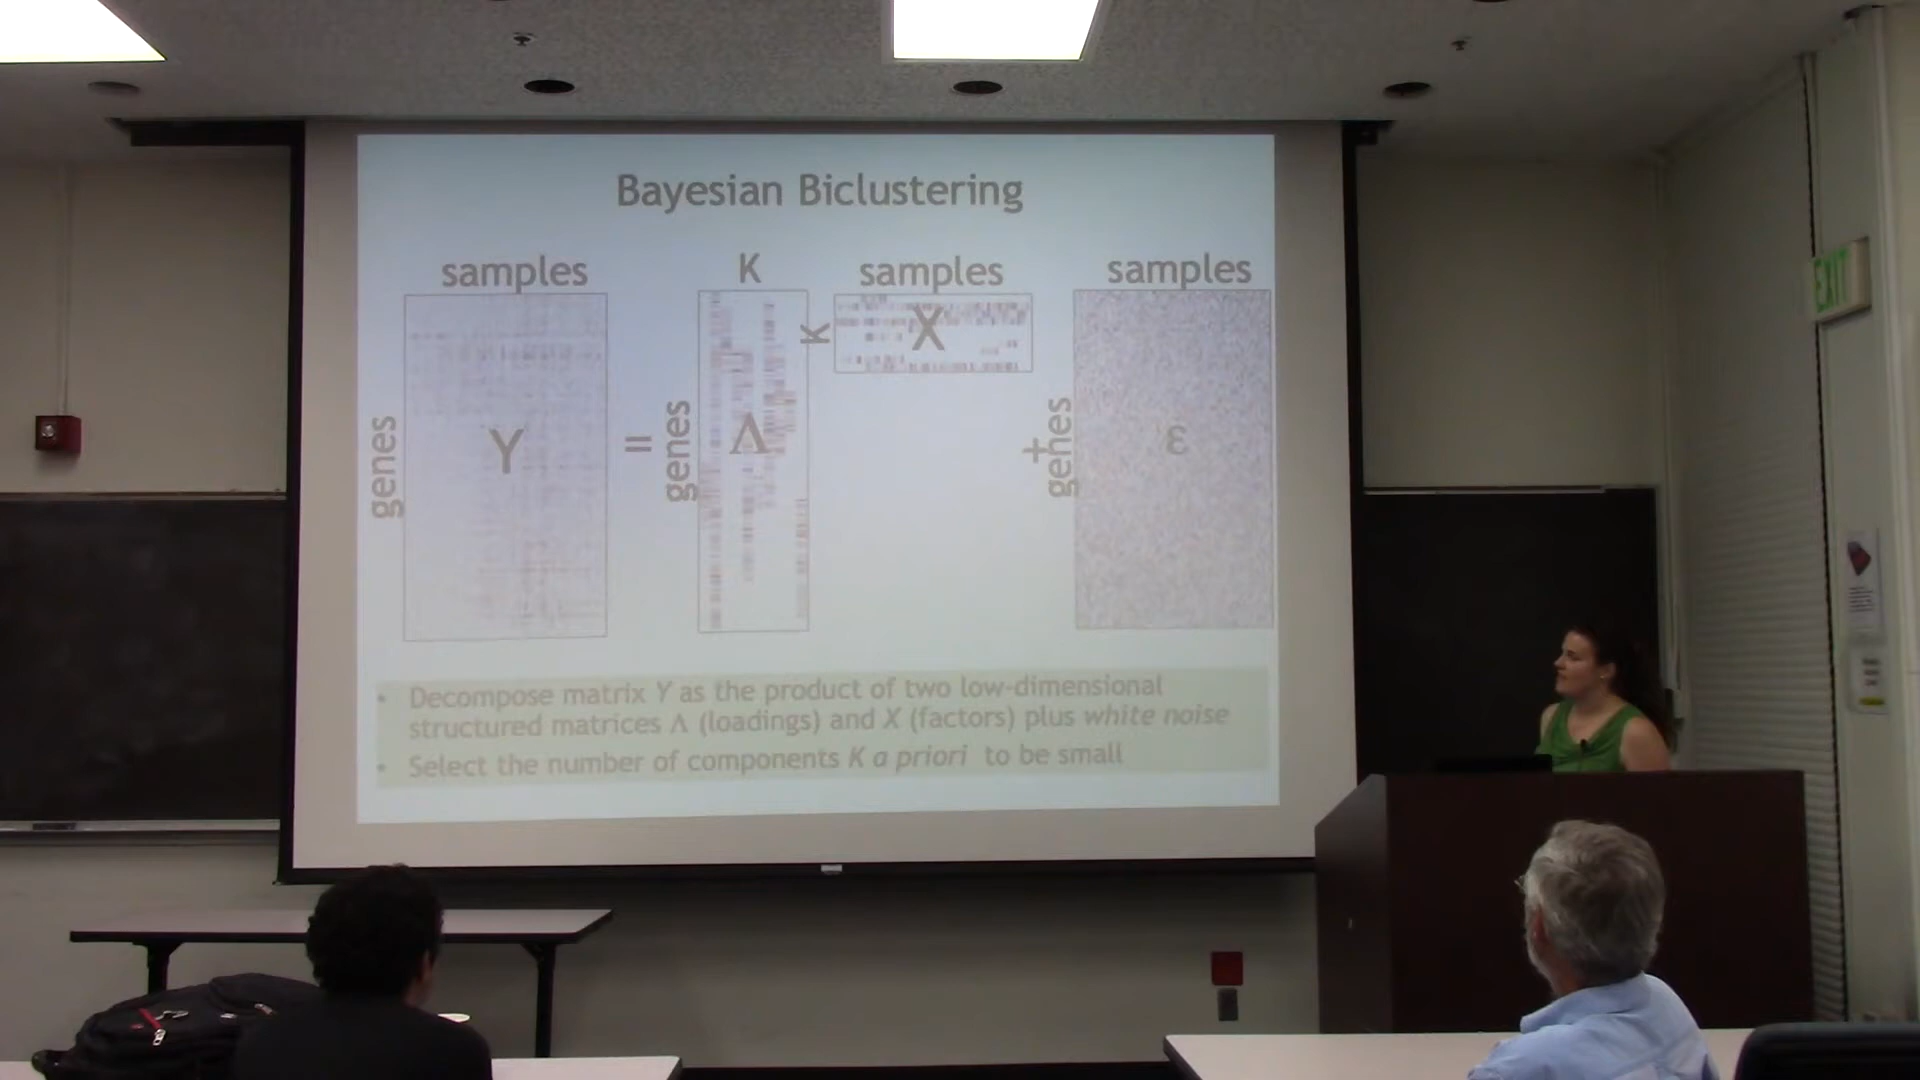 Bayesian Biclustering
samples
K
samples
samples
genes
Y
=
genes
Λ
K
X
+
genes
ε
• Decompose matrix Y as the product of two low-dimensional
structured matrices Λ (loadings) and X (factors) plus white noise
• Select the number of components K a priori to be small
EXIT